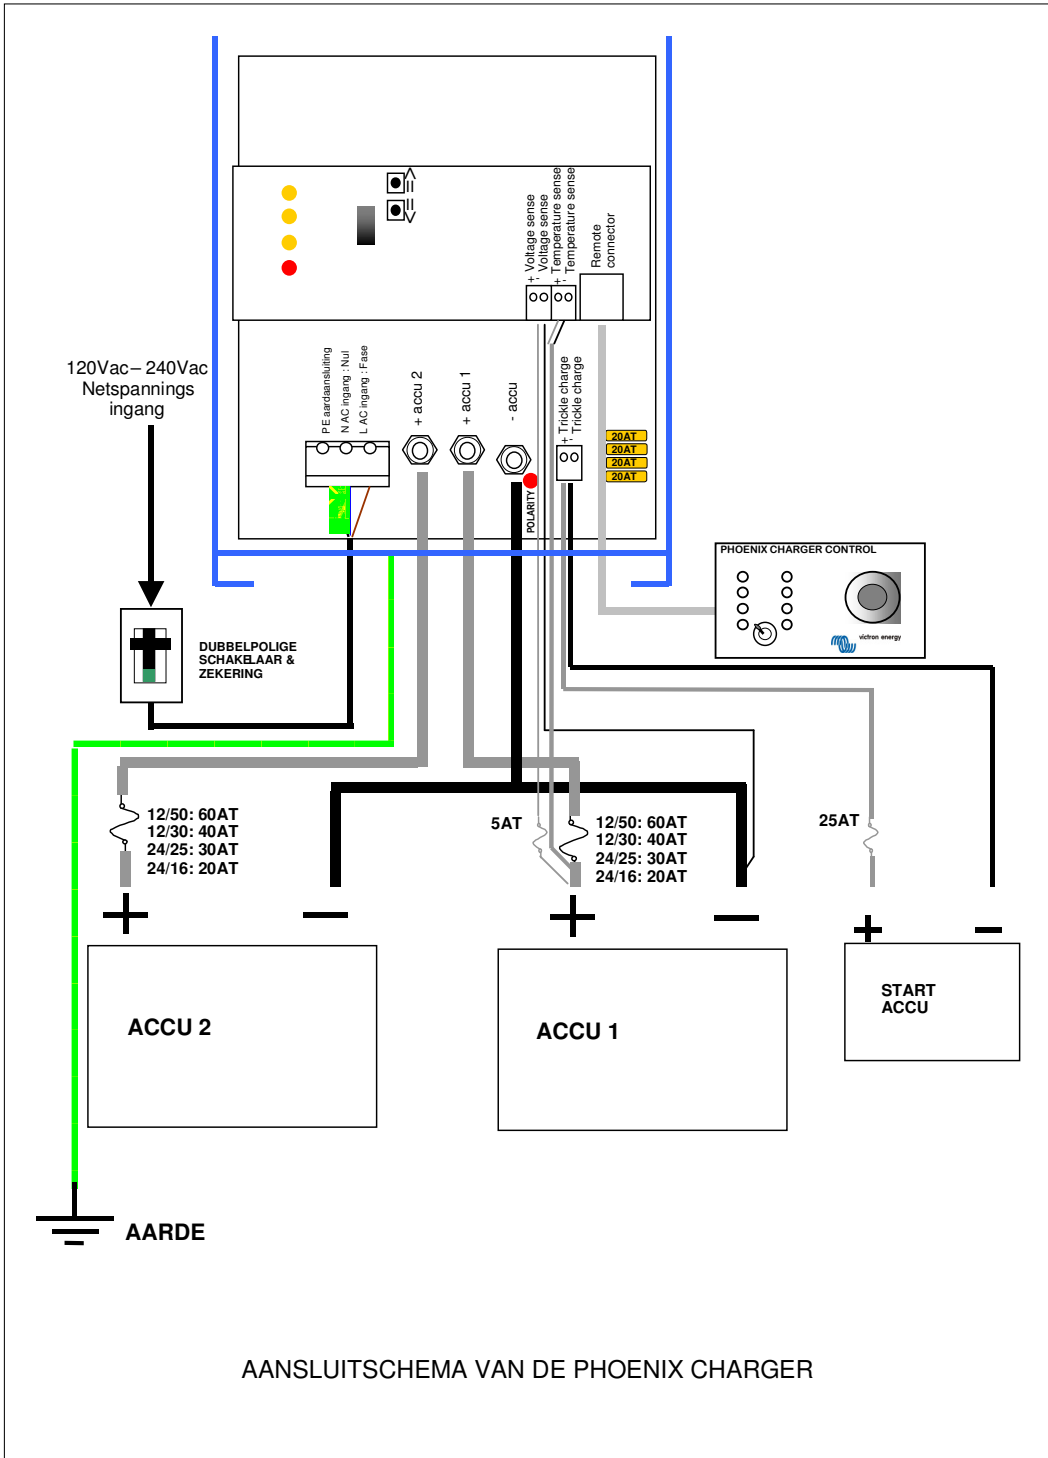 + Voltage sense
- Voltage sense
+ Temperature sense
- Temperature sense
Remote
connector
120Vac – 240Vac
Netspannings
ingang
PE aardaansluiting
N AC ingang : Nul
L AC ingang : Fase
+ accu 2
+ accu 1
- accu
+ Trickle charge
- Trickle charge
20AT
20AT
20AT
20AT
POLARITY
PHOENIX CHARGER CONTROL
victron energy
DUBBELPOLIGE
SCHAKELAAR &
ZEKERING
12/50: 60AT
12/30: 40AT
24/25: 30AT
24/16: 20AT
5AT
12/50: 60AT
12/30: 40AT
24/25: 30AT
24/16: 20AT
25AT
+ –
+ –
+ –
ACCU 2
ACCU 1
START
ACCU
AARDE
AANSLUITSCHEMA VAN DE PHOENIX CHARGER